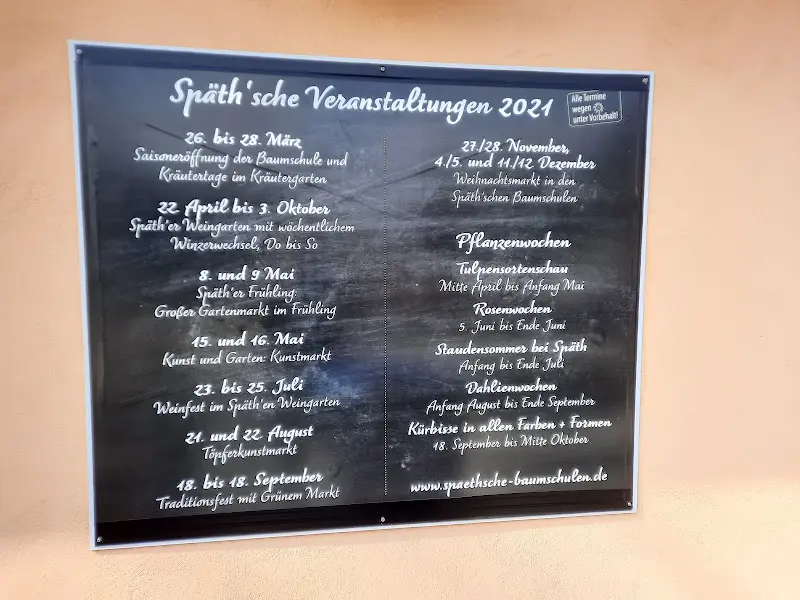 Späth'sche Veranstaltungen 2021
Alle Termine
wegen
unter Vorbehalt!
26. bis 28. März
Saisoneröffnung der Baumschule und
Kräutertage im Kräutergarten
22. April bis 3. Oktober
Späth'er Weingarten mit wöchentlichem
Winzerwechsel, Do bis So
8. und 9 Mai
Späth'er Frühling:
Großer Gartenmarkt im Frühling
15. und 16. Mai
Kunst und Garten: Kunstmarkt
23. bis 25. Juli
Weinfest im Späth'en Weingarten
21. und 22. August
Töpferkunstmarkt
18. bis 18. September
Traditionsfest mit Grünem Markt
27./28. November,
4./5. und 11./12. Dezember
Weihnachtsmarkt in den
Späth'schen Baumschulen
Pflanzenwochen
Tulpensortenschau
Mitte April bis Anfang Mai
Rosenwochen
5. Juni bis Ende Juni
Staudensommer bei Späth
Anfang bis Ende Juli
Dahlienwochen
Anfang August bis Ende September
Kürbisse in allen Farben + Formen
18. September bis Mitte Oktober
www.spaethsche-baumschulen.de